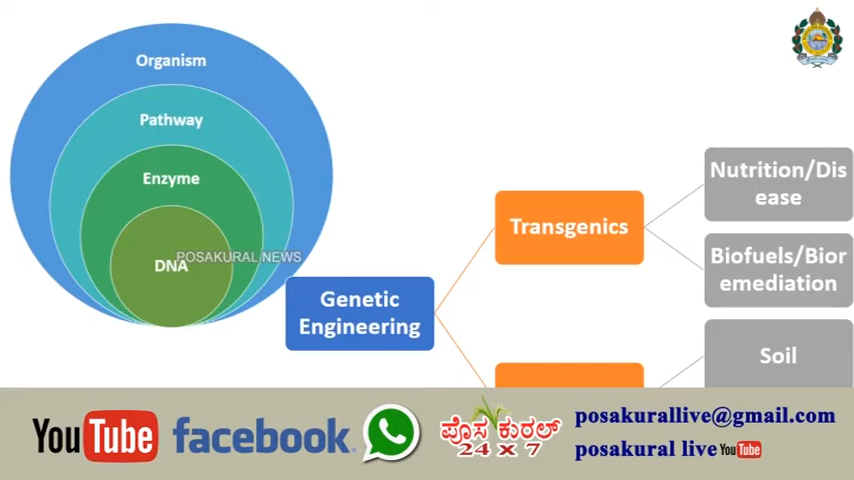 Organism
Pathway
Enzyme
DNA
POSAKURAL NEWS
Genetic
Engineering
Transgenics
Nutrition/Dis
ease
Biofuels/Bior
emediation
Soil
YouTube
facebook
ಪೊಸ ಕುರಲ್
24 x 7
posakurallive@gmail.com
posakural live YouTube